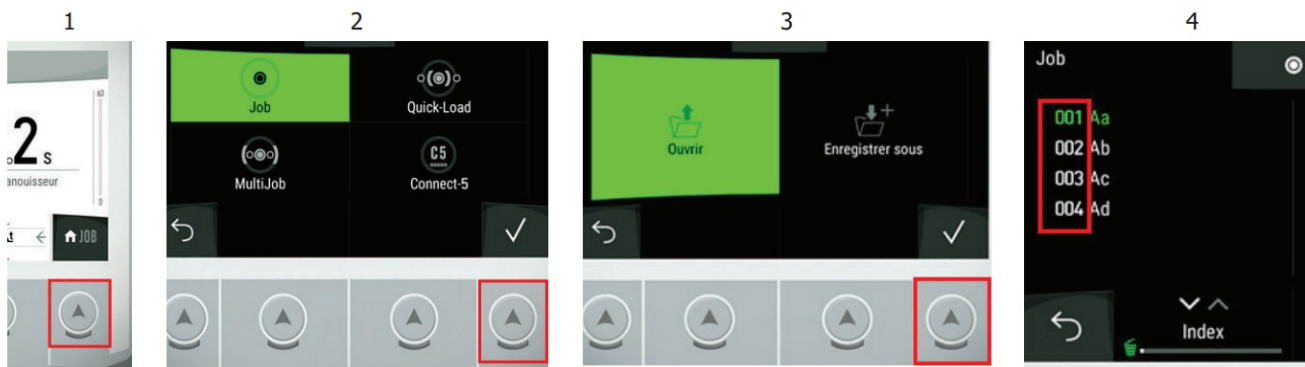 1
2
3
4
2 s
anouisseur
JOB
Job
Quick-Load
MultiJob
C5
Connect-5
Ouvrir
Enregistrer sous
Job
001 Aa
002 Ab
003 Ac
004 Ad
Index